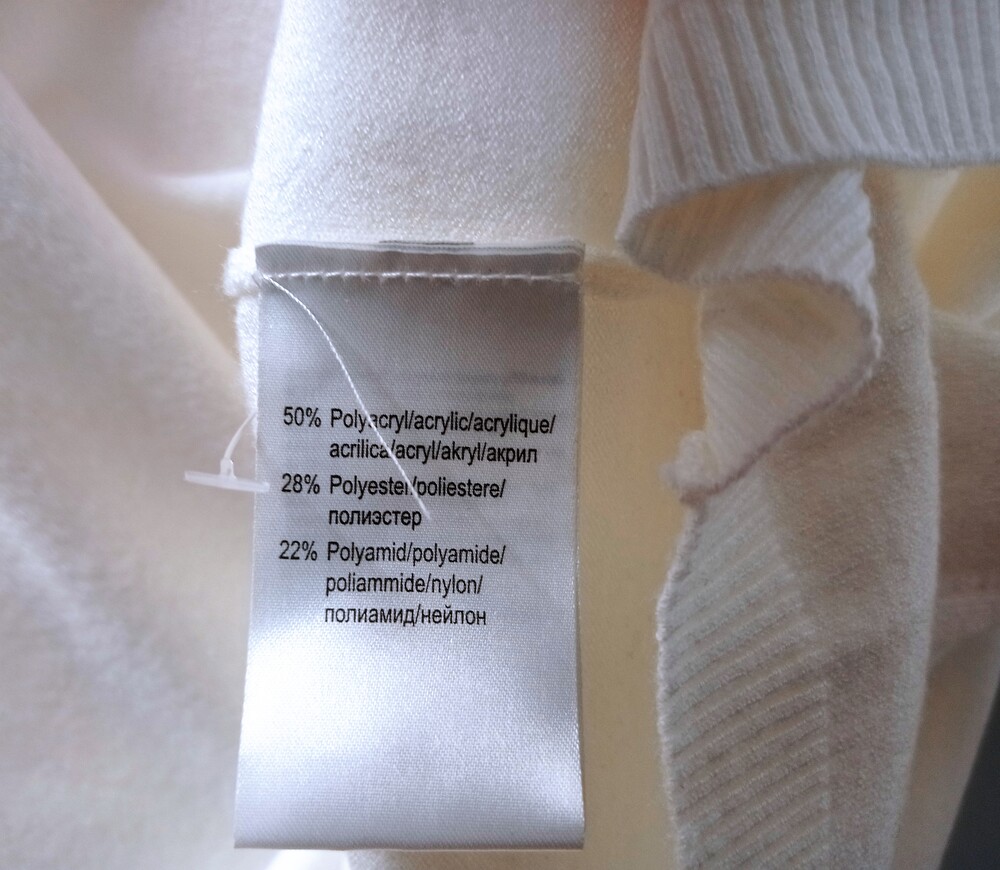 50% Polyacryl/acrylic/acrylique/
acrilica/acryl/akryl/акрил
28% Polyester/poliestere/
полиэстер
22% Polyamid/polyamide/
poliammide/nylon/
полиамид/нейлон